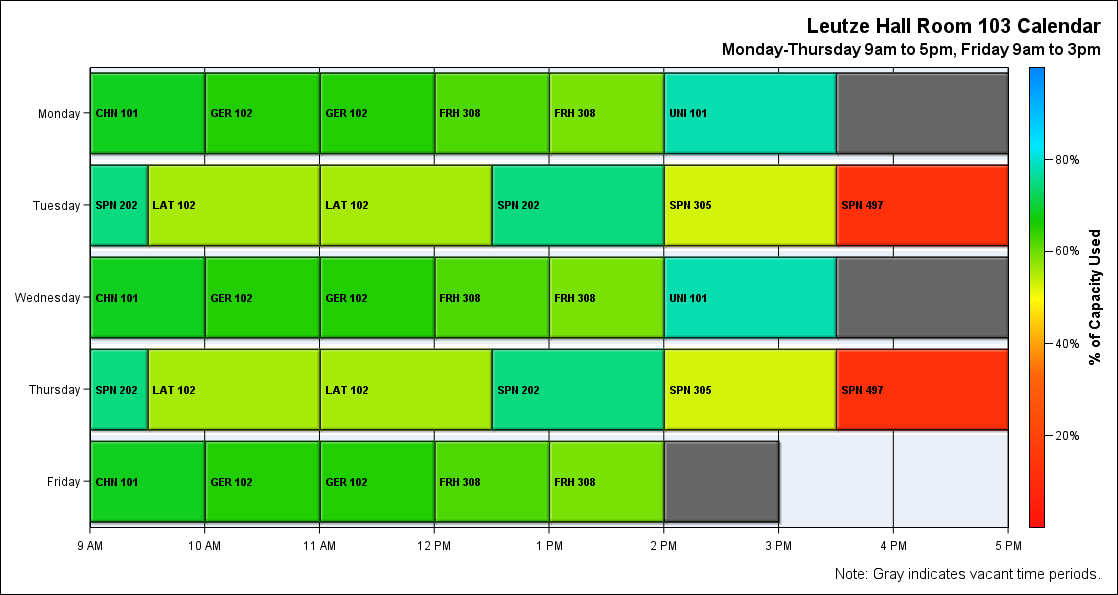 Leutze Hall Room 103 Calendar
Monday-Thursday 9am to 5pm, Friday 9am to 3pm
Monday
CHN 101
GER 102
GER 102
FRH 308
FRH 308
UNI 101
Tuesday
SPN 202
LAT 102
LAT 102
SPN 202
SPN 305
SPN 497
Wednesday
CHN 101
GER 102
GER 102
FRH 308
FRH 308
UNI 101
Thursday
SPN 202
LAT 102
LAT 102
SPN 202
SPN 305
SPN 497
Friday
CHN 101
GER 102
GER 102
FRH 308
FRH 308
9 AM
10 AM
11 AM
12 PM
1 PM
2 PM
3 PM
4 PM
5 PM
80%
60%
40%
20%
% of Capacity Used
Note: Gray indicates vacant time periods.